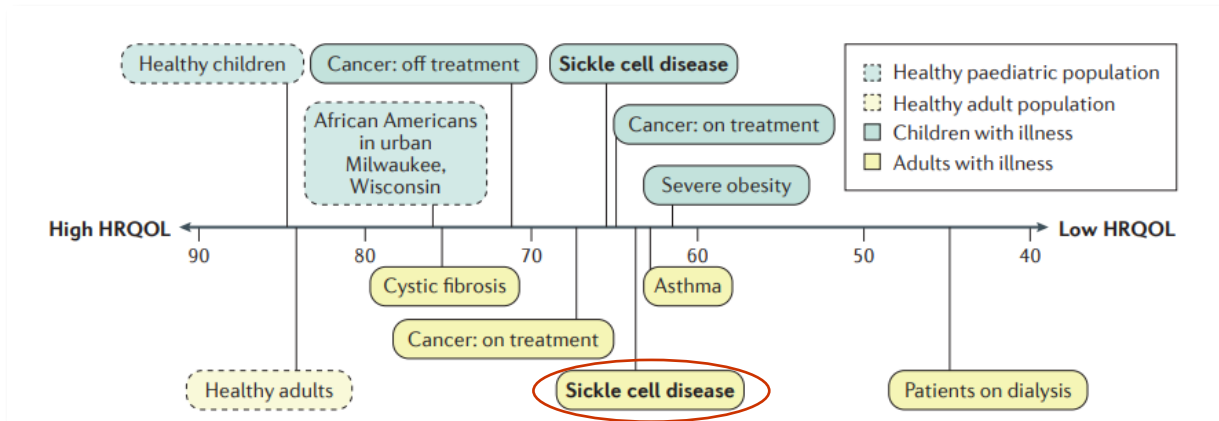 Healthy children
Cancer: off treatment
Sickle cell disease
African Americans
in urban
Milwaukee,
Wisconsin
Cancer: on treatment
Severe obesity
Healthy paediatric population
Healthy adult population
Children with illness
Adults with illness
High HRQOL
Low HRQOL
90
80
70
60
50
40
Cystic fibrosis
Asthma
Cancer: on treatment
Healthy adults
Sickle cell disease
Patients on dialysis